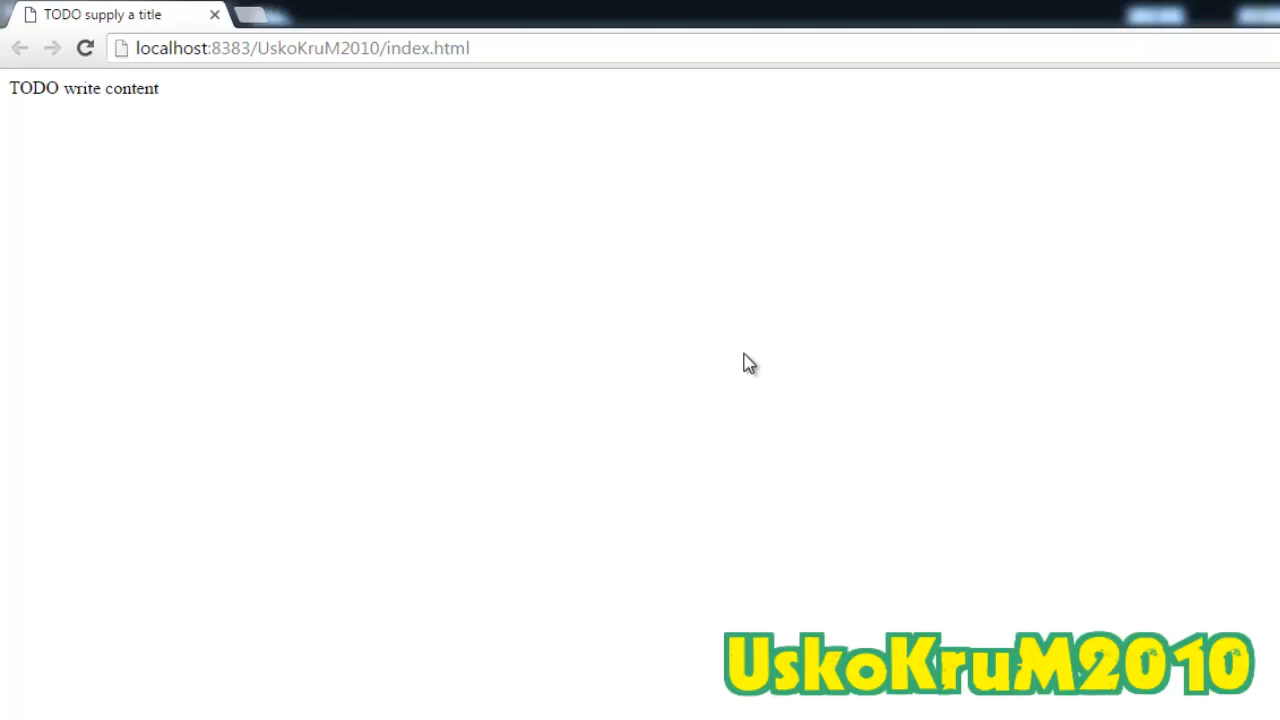 TODO supply a title
localhost:8383/UskoKruM2010/index.html
TODO write content
UskoKruM2010